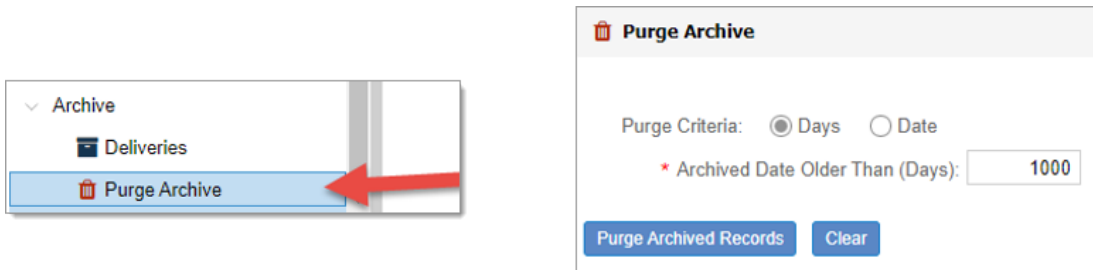 Archive
Deliveries
Purge Archive
Purge Archive
Purge Criteria: Days Date
* Archived Date Older Than (Days): 1000
Purge Archived Records Clear